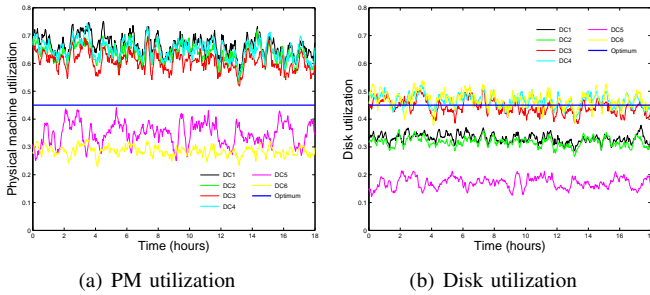 0.8
0.7
0.6
0.5
0.4
0.3
0.2
0.1
0
Physical machine utilization
DC1
DC2
DC3
DC4
DC5
DC6
Optimum
0 2 4 6 8 10 12 14 16 18
Time (hours)
(a) PM utilization
0.8
0.7
0.6
0.5
0.4
0.3
0.2
0.1
0
Disk utilization
DC1
DC2
DC3
DC4
DC5
DC6
Optimum
0 2 4 6 8 10 12 14 16 18
Time (hours)
(b) Disk utilization